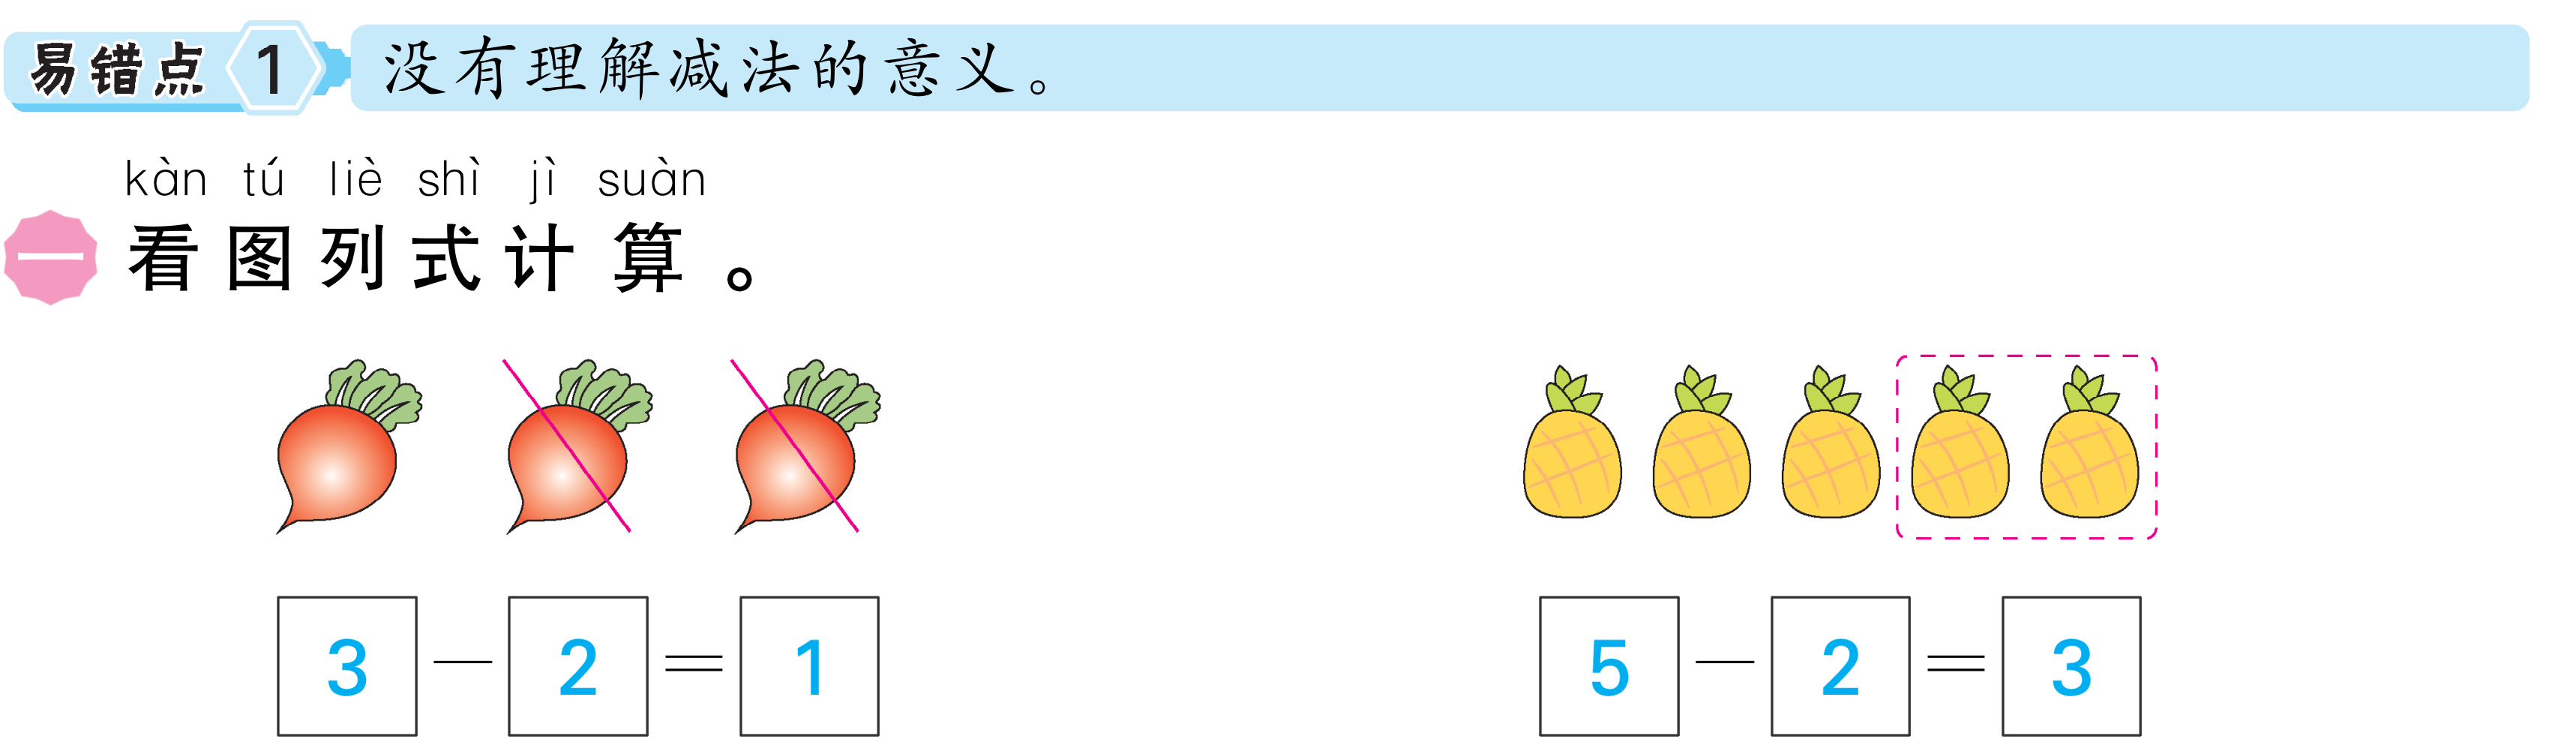 易错点 1 没有理解减法的意义。
kàn tú liè shì jì suàn
一 看图列式计算。
3 — 2 = 1 5 — 2 = 3